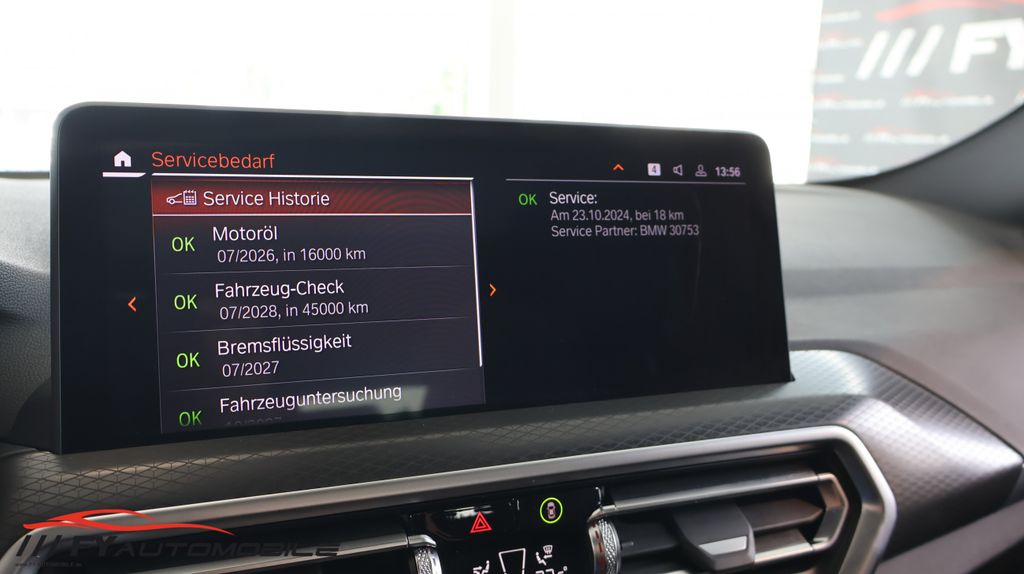 Servicebedarf
4 13:56
Service Historie
OK Motoröl
07/2026, in 16000 km
OK Fahrzeug-Check
07/2028, in 45000 km
OK Bremsflüssigkeit
07/2027
OK Fahrzeuguntersuchung
OK Service:
Am 23.10.2024, bei 18 km
Service Partner: BMW 30753
/// FY
/// FY AUTOMOBILE